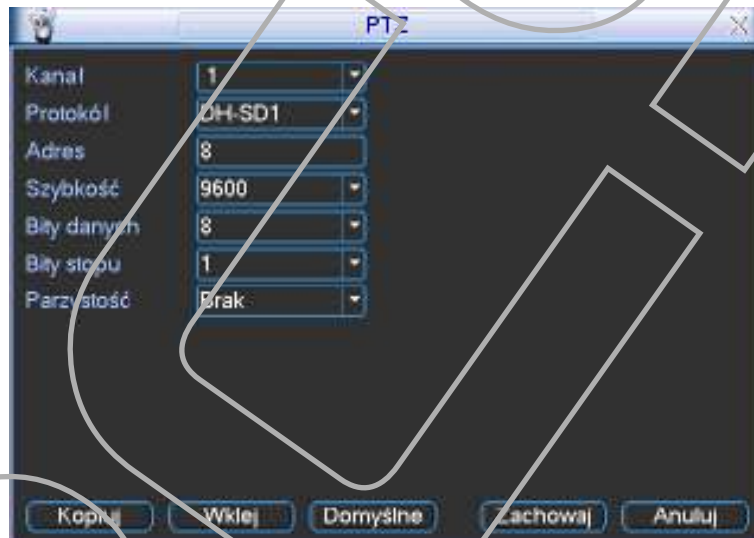 PTZ
Kanał 1
Protokół DH-SD1
Adres 8
Szybkość 9600
Bity danych 8
Bity stopu 1
Parzystość Brak
Kopiuj Wklej Domyślne Zachowaj Anuluj